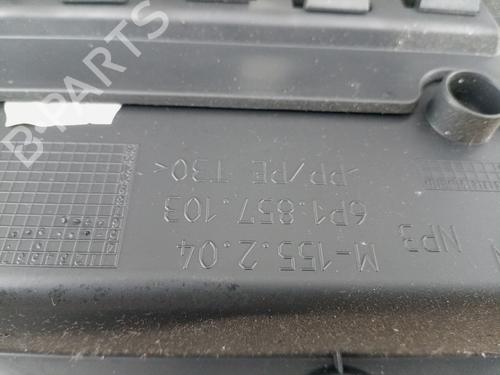 B-PARTS
M-155.2.04
6P1.857.103
>PP/PE T30<
NP3